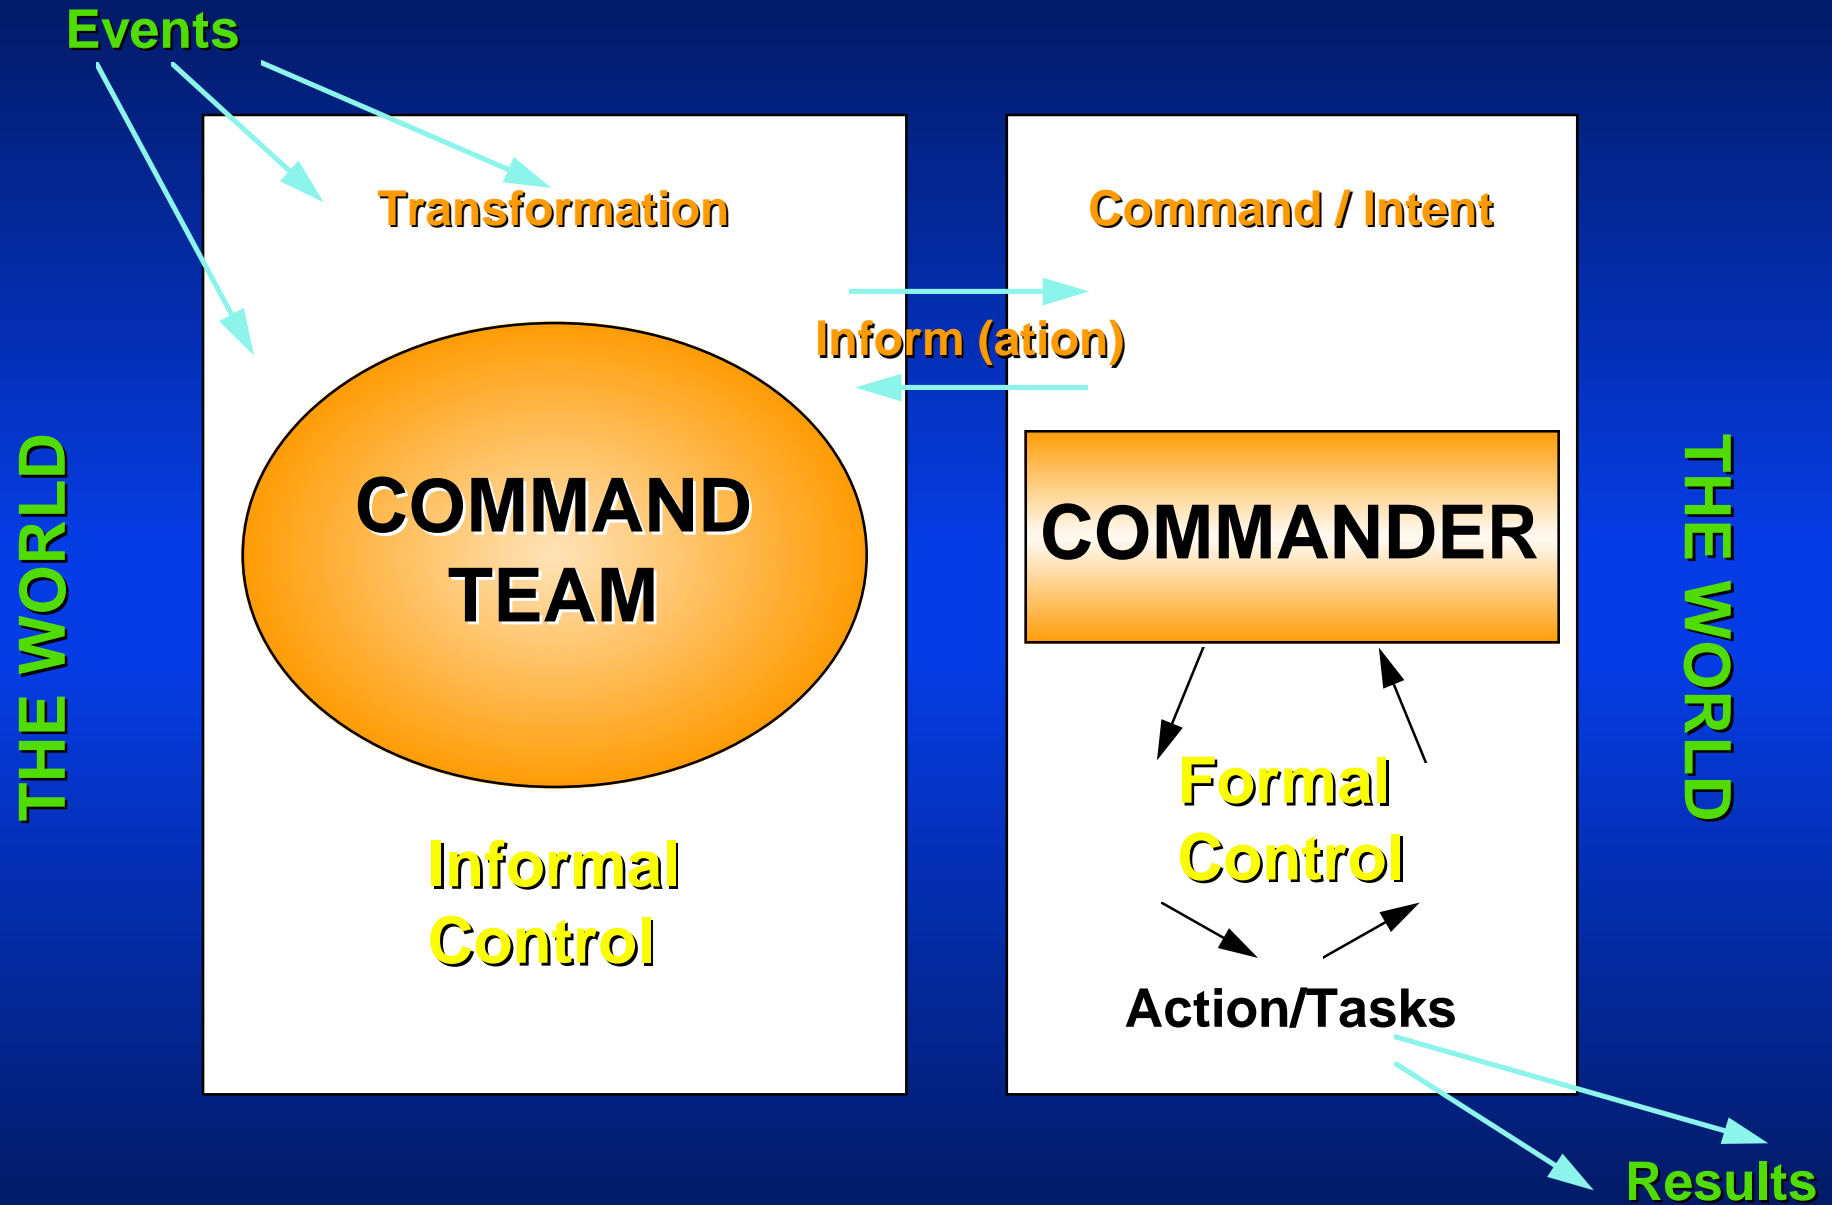 Events
Transformation
Command / Intent
Inform (ation)
THE WORLD
COMMAND
TEAM
COMMANDER
THE WORLD
Informal
Control
Formal
Control
Action/Tasks
Results